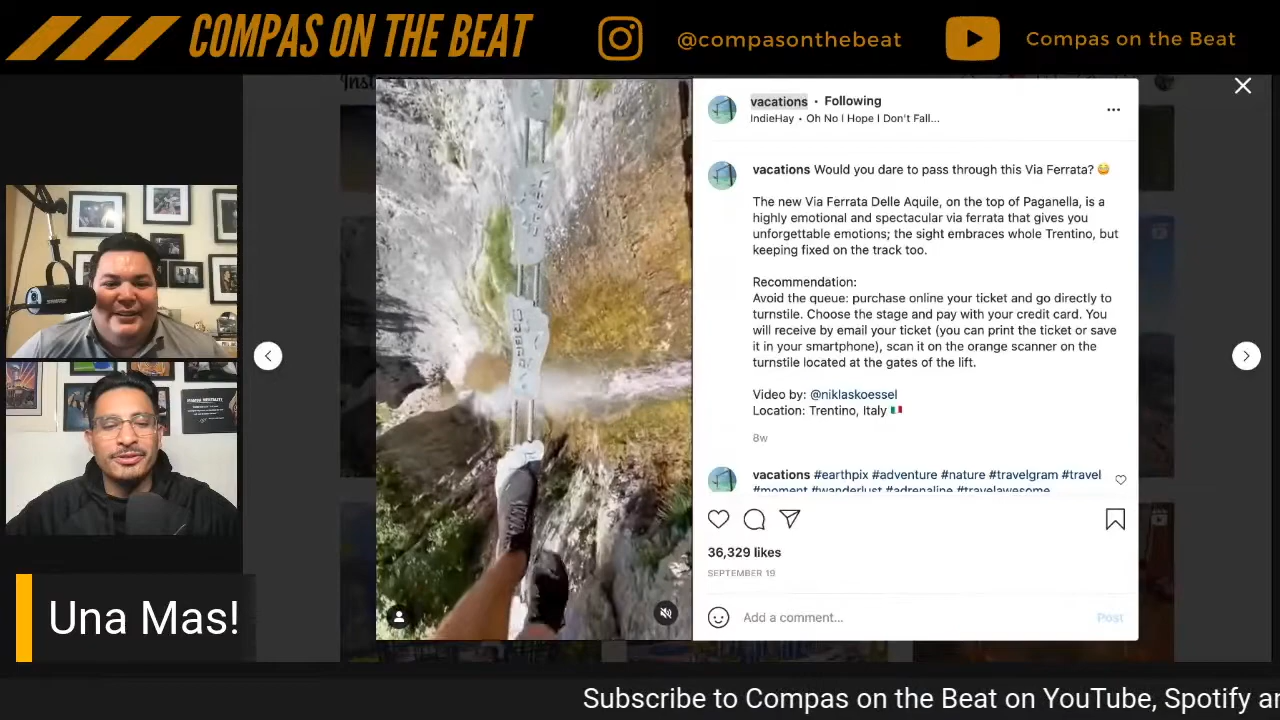 COMPAS ON THE BEAT
@compasonthebeat
Compas on the Beat
vacations • Following
IndieHay • Oh No I Hope I Don't Fall...
vacations Would you dare to pass through this Via Ferrata? 😋
The new Via Ferrata Delle Aquile, on the top of Paganella, is a
highly emotional and spectacular via ferrata that gives you
unforgettable emotions; the sight embraces whole Trentino, but
keeping fixed on the track too.
Recommendation:
Avoid the queue: purchase online your ticket and go directly to
turnstile. Choose the stage and pay with your credit card. You
will receive by email your ticket (you can print the ticket or save
it in your smartphone), scan it on the orange scanner on the
turnstile located at the gates of the lift.
Video by: @niklaskoessel
Location: Trentino, Italy 🇮🇹
8w
vacations #earthpix #adventure #nature #travelgram #travel
#moment #wanderlust #adrenaline #travelawesome
36,329 likes
SEPTEMBER 19
Add a comment...
Post
Una Mas!
Subscribe to Compas on the Beat on YouTube, Spotify